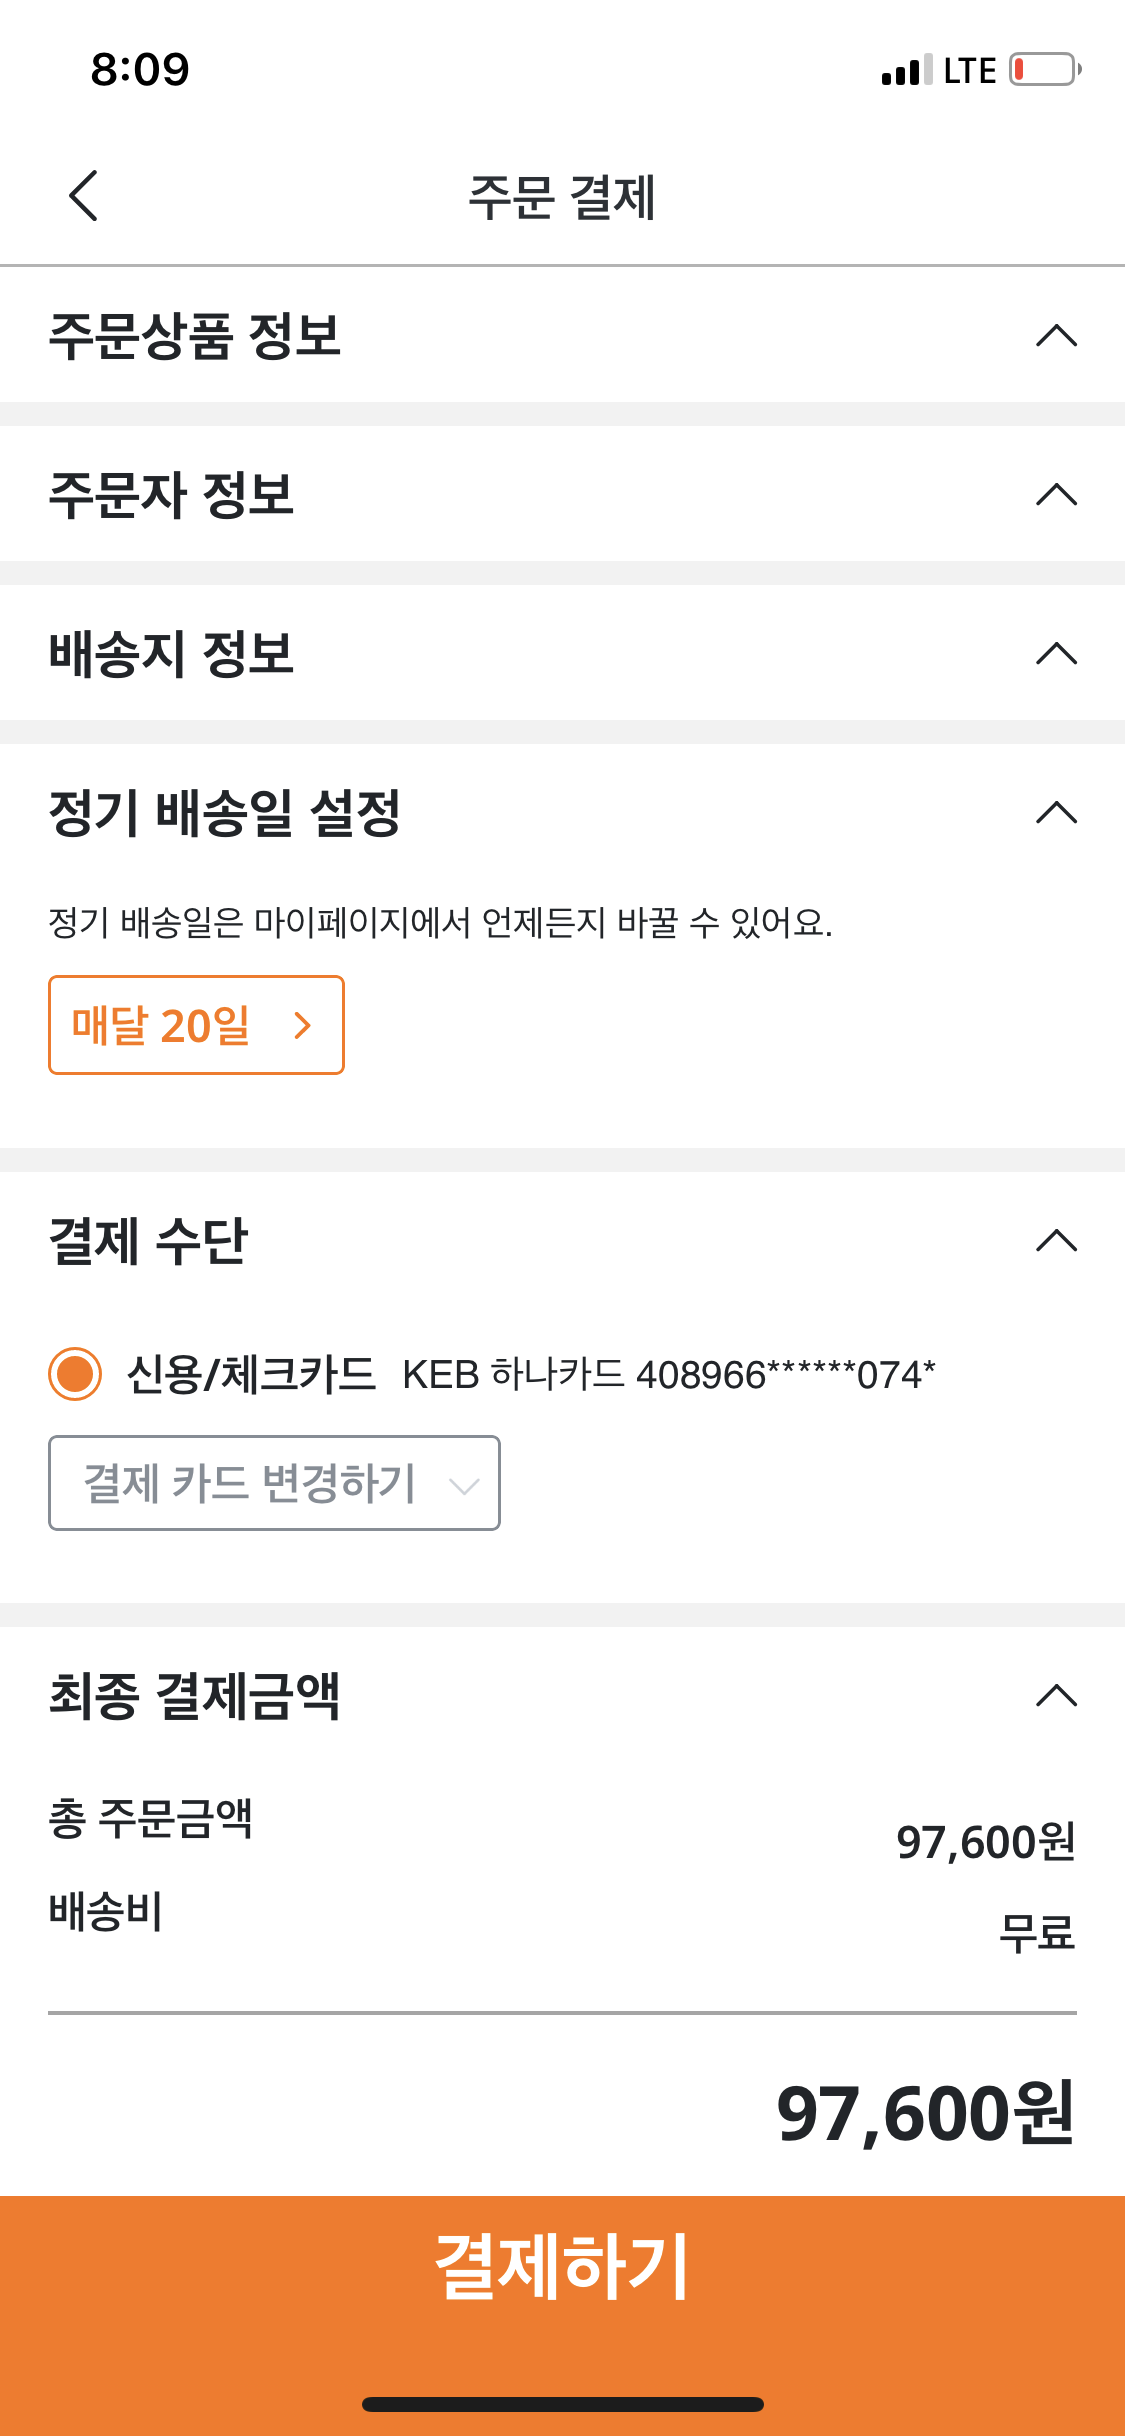 8:09
LTE
주문 결제
주문상품 정보
주문자 정보
배송지 정보
정기 배송일 설정
정기 배송일은 마이페이지에서 언제든지 바꿀 수 있어요.
매달 20일
결제 수단
신용/체크카드 KEB 하나카드 408966******074*
결제 카드 변경하기
최종 결제금액
총 주문금액 97,600원
배송비 무료
97,600원
결제하기